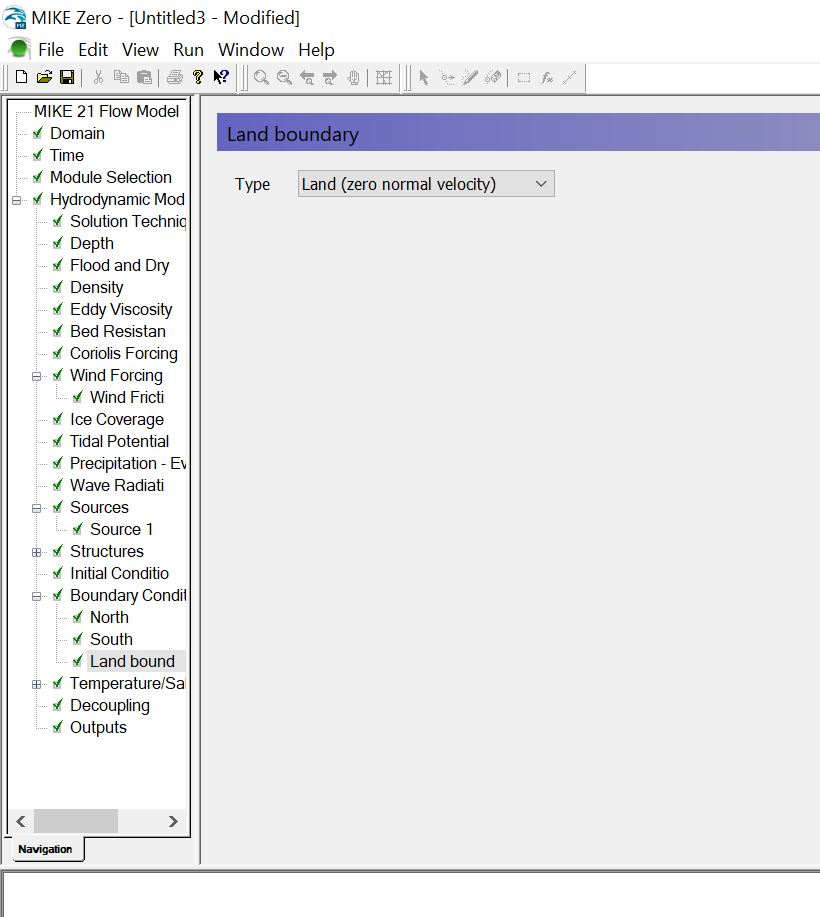 MIKE Zero - [Untitled3 - Modified]
File Edit View Run Window Help
MIKE 21 Flow Model
Domain
Time
Module Selection
Hydrodynamic Mod
Solution Techniq
Depth
Flood and Dry
Density
Eddy Viscosity
Bed Resistan
Coriolis Forcing
Wind Forcing
Wind Fricti
Ice Coverage
Tidal Potential
Precipitation - Ev
Wave Radiati
Sources
Source 1
Structures
Initial Conditio
Boundary Condit
North
South
Land bound
Temperature/Sal
Decoupling
Outputs
Navigation
Land boundary
Type Land (zero normal velocity)